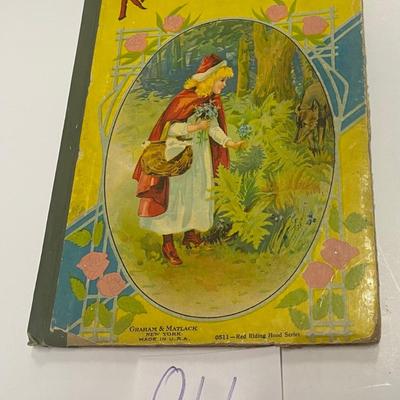 GRAHAM & MATLACK
NEW YORK
MADE IN U.S.A.
0511—Red Riding Hood Series